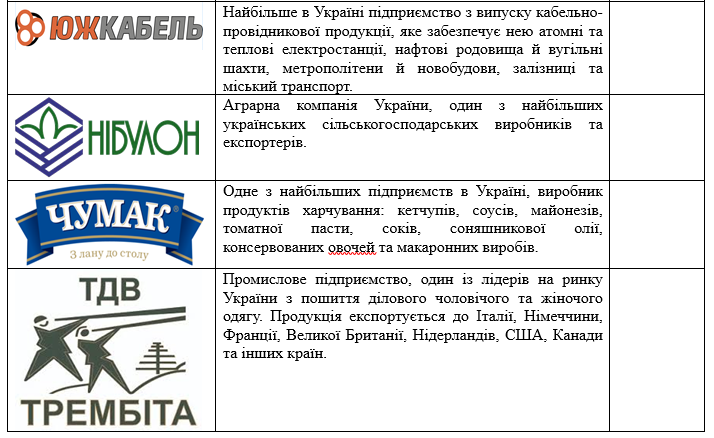 ЮЖКАБЕЛЬ
Найбільше в Україні підприємство з випуску кабельно-
провідникової продукції, яке забезпечує нею атомні та
теплові електростанції, нафтові родовища й вугільні
шахти, метрополітени й новобудови, залізниці та
міський транспорт.
НІБУЛОН
Аграрна компанія України, один з найбільших
українських сільськогосподарських виробників та
експортерів.
ЧУМАК®
З лану до столу
Одне з найбільших підприємств в Україні, виробник
продуктів харчування: кетчупів, соусів, майонезів,
томатної пасти, соків, соняшникової олії,
консервованих овочей та макаронних виробів.
ТДВ
ТРЕМБІТА
Промислове підприємство, один із лідерів на ринку
України з пошиття ділового чоловічого та жіночого
одягу. Продукція експортується до Італії, Німеччини,
Франції, Великої Британії, Нідерландів, США, Канади
та інших країн.